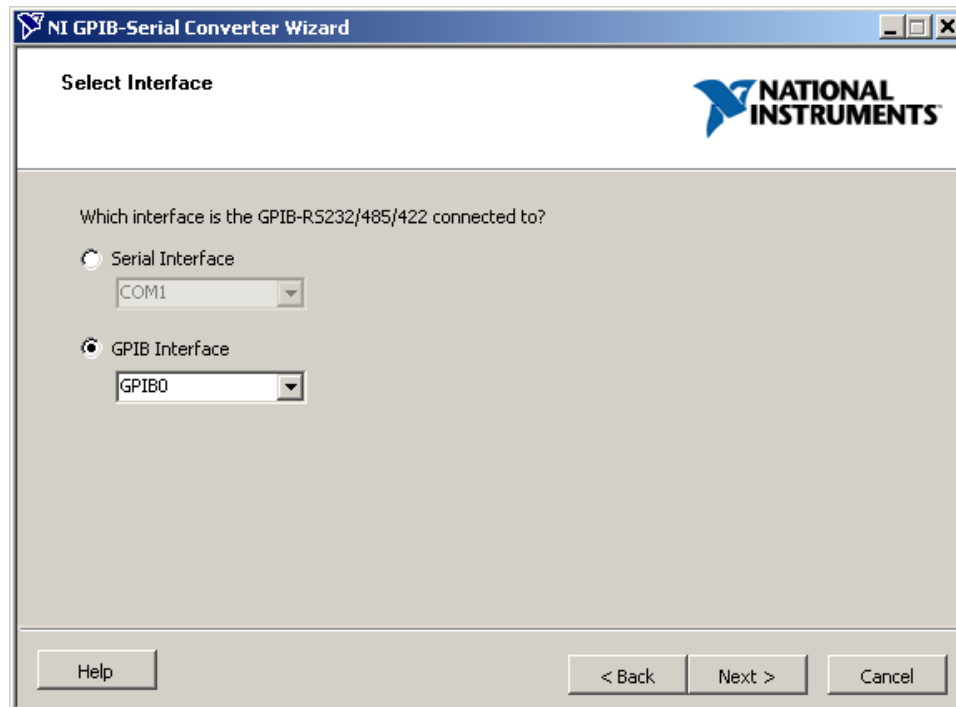 NI GPIB-Serial Converter Wizard
Select Interface
NATIONAL
INSTRUMENTS
Which interface is the GPIB-RS232/485/422 connected to?
Serial Interface
COM1
GPIB Interface
GPIB0
Help
< Back
Next >
Cancel